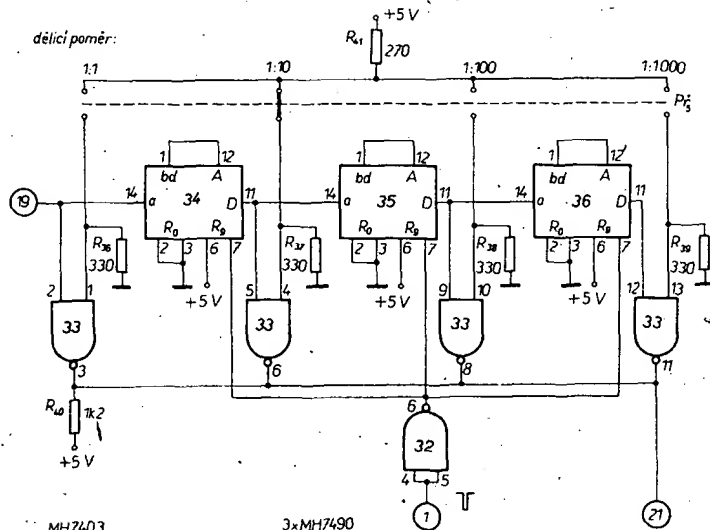 +5 V
R41
270
dělicí poměr:
1:1
1:10
1:100
1:1000
Př5
1
12
bd
A
1
12
bd
A
1
12
bd
A
19
14
a
34
D
11
14
a
35
D
11
14
a
36
D
11
R0
R9
R0
R9
R0
R9
2
3
6
7
2
3
6
7
2
3
6
7
R36
330
R37
330
R38
330
R39
330
+5 V
+5 V
+5 V
2
1
5
4
9
10
12
13
33
33
33
33
3
6
8
11
R40
1k2
+5 V
6
32
4
5
1
21
MH7403
3xMH7490